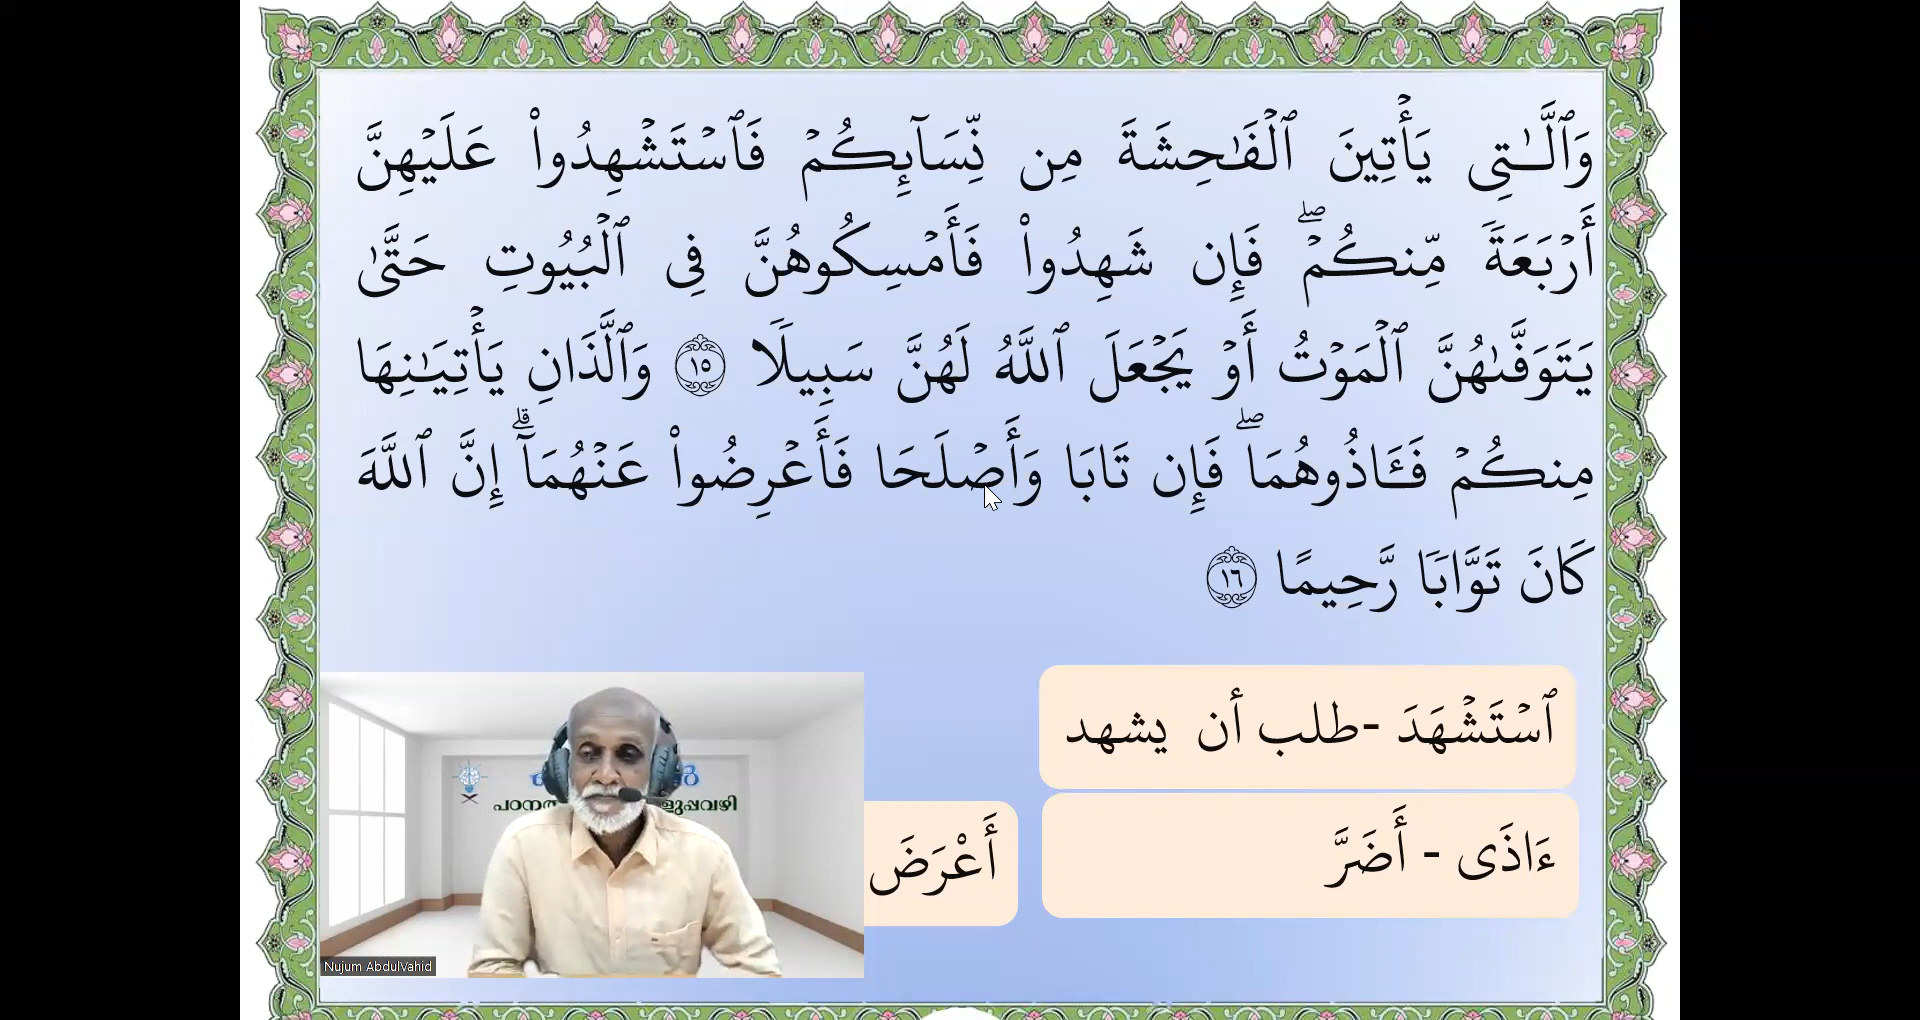 وَٱلَّـٰتِى يَأۡتِينَ ٱلۡفَـٰحِشَةَ مِن نِّسَآئِكُمۡ فَٱسۡتَشۡهِدُواْ عَلَيۡهِنَّ
أَرۡبَعَةً مِّنكُمۡۖ فَإِن شَهِدُواْ فَأَمۡسِكُوهُنَّ فِى ٱلۡبُيُوتِ حَتَّىٰ
يَتَوَفَّىٰهُنَّ ٱلۡمَوۡتُ أَوۡ يَجۡعَلَ ٱللَّهُ لَهُنَّ سَبِيلًا ١٥ وَٱلَّذَانِ يَأۡتِيَـٰنِهَا
مِنكُمۡ فَـَٔاذُوهُمَاۖ فَإِن تَابَا وَأَصۡلَحَا فَأَعۡرِضُواْ عَنۡهُمَآۗ إِنَّ ٱللَّهَ
كَانَ تَوَّابًا رَّحِيمًا ١٦
ٱسۡتَشۡهَدَ -طلب أن يشهد
ءَاذَى - أَضَرَّ
أَعْرَضَ
Nujum AbdulVahid